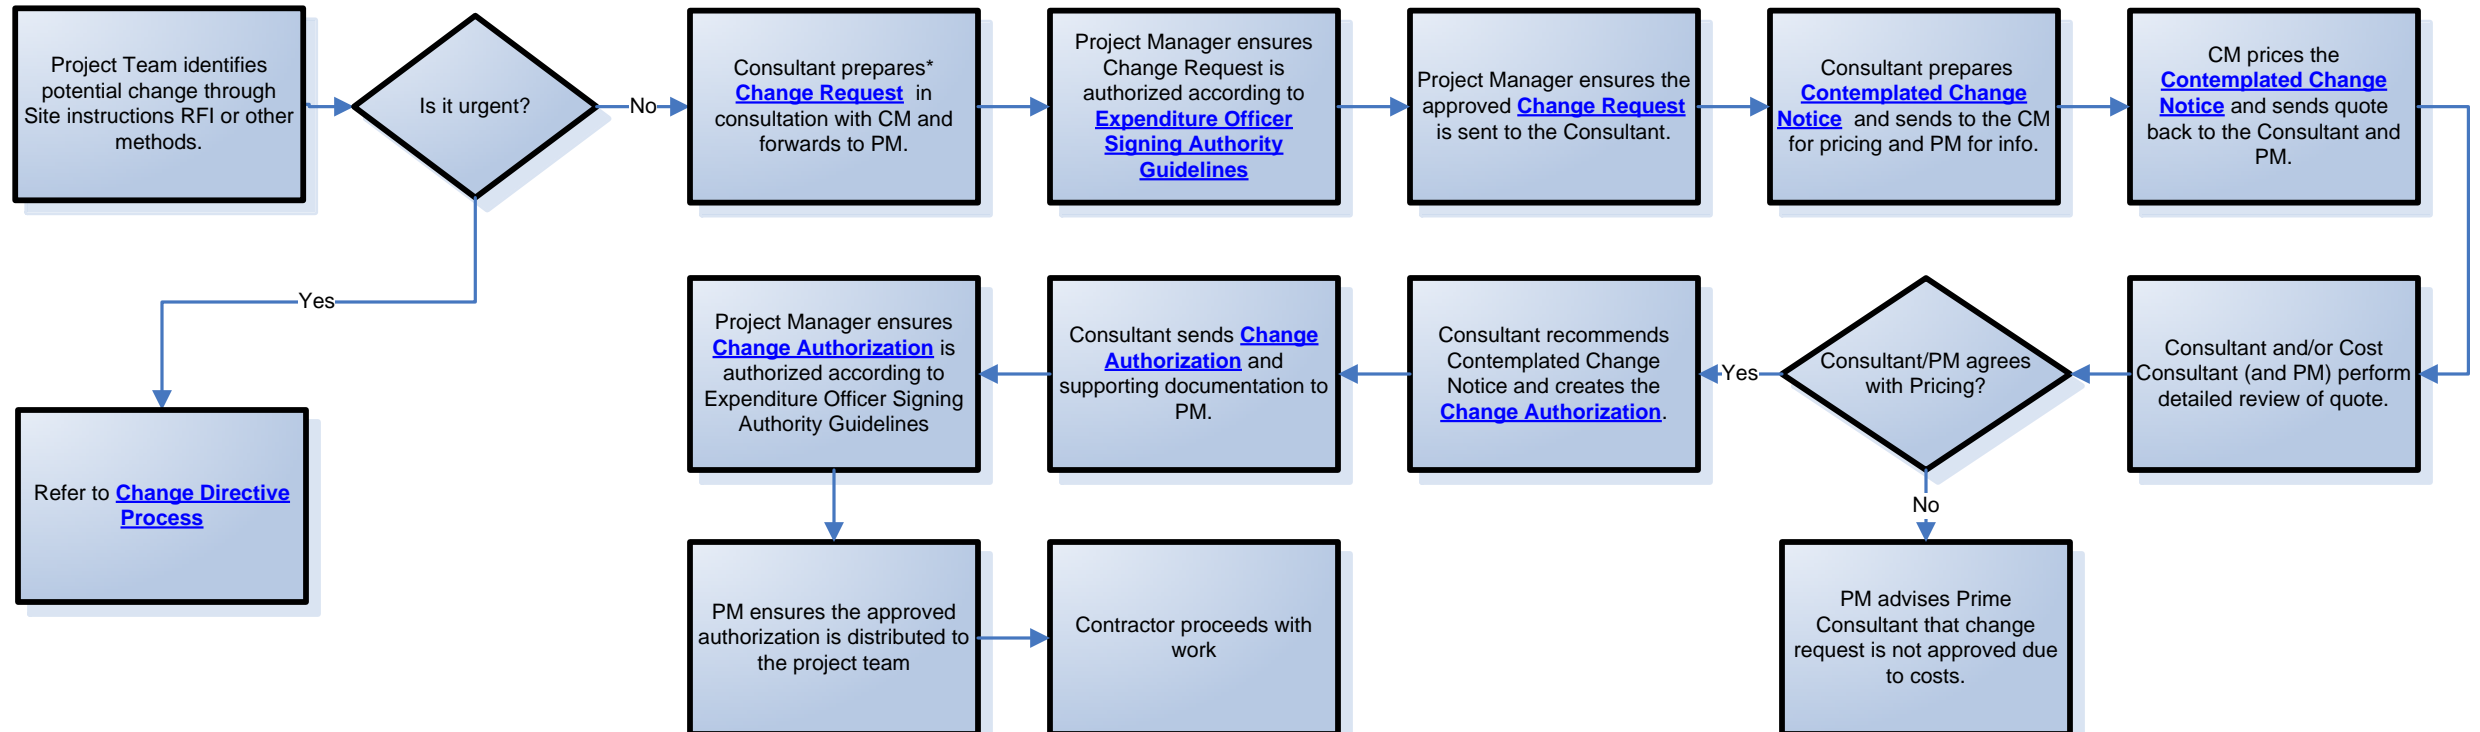 Project Team identifies
potential change through
Site instructions RFI or other
methods.
Is it urgent?
No
Consultant prepares*
Change Request in
consultation with CM and
forwards to PM.
Project Manager ensures
Change Request is
authorized according to
Expenditure Officer
Signing Authority
Guidelines
Project Manager ensures the
approved Change Request
is sent to the Consultant.
Consultant prepares
Contemplated Change
Notice and sends to the CM
for pricing and PM for info.
CM prices the
Contemplated Change
Notice and sends quote
back to the Consultant and
PM.
Yes
Refer to Change Directive
Process
Consultant and/or Cost
Consultant (and PM) perform
detailed review of quote.
Consultant/PM agrees
with Pricing?
Yes
Consultant recommends
Contemplated Change
Notice and creates the
Change Authorization.
Consultant sends Change
Authorization and
supporting documentation to
PM.
Project Manager ensures
Change Authorization is
authorized according to
Expenditure Officer Signing
Authority Guidelines
No
PM ensures the approved
authorization is distributed to
the project team
Contractor proceeds with
work
PM advises Prime
Consultant that change
request is not approved due
to costs.